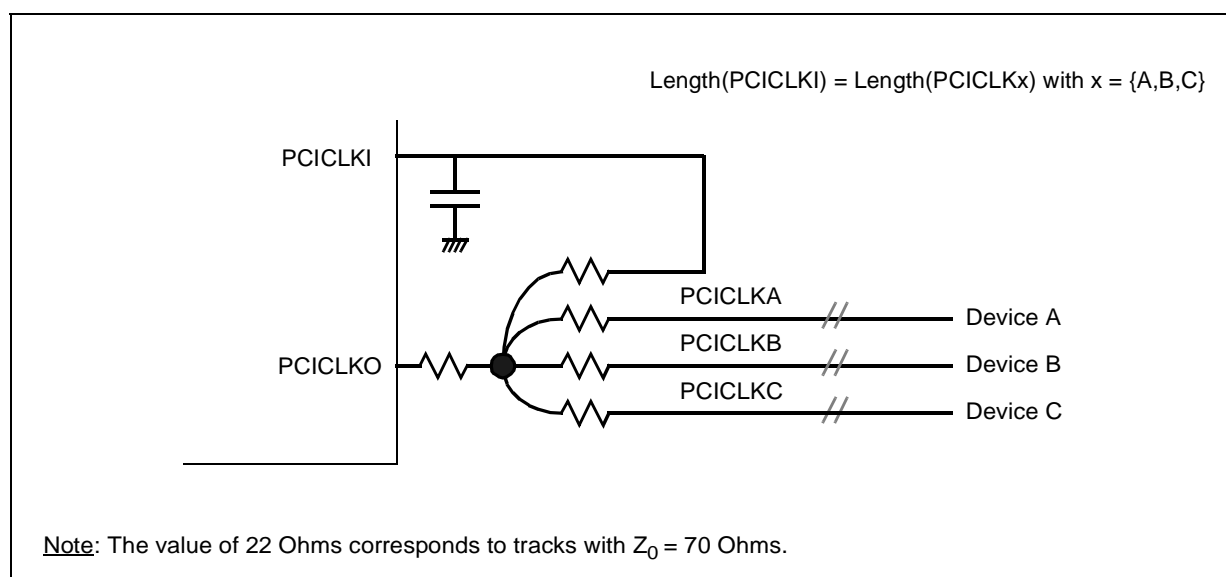 Length(PCICLKI) = Length(PCICLKx) with x = {A,B,C}
PCICLKI
PCICLKA
Device A
PCICLKB
PCICLKO
Device B
PCICLKC
Device C
Note: The value of 22 Ohms corresponds to tracks with Z0 = 70 Ohms.